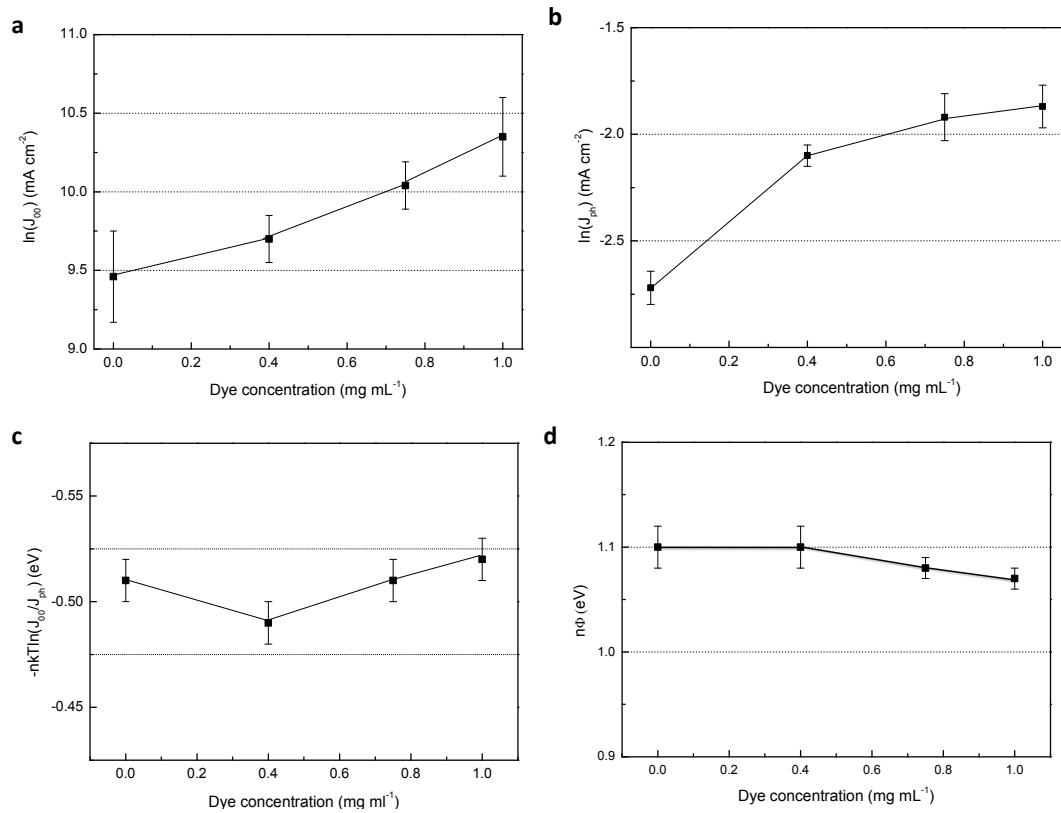 a
11.0
10.5
10.0
9.5
9.0
ln(J₀₀) (mA cm⁻²)
0.0 0.2 0.4 0.6 0.8 1.0
Dye concentration (mg mL⁻¹)
b
-1.5
-2.0
-2.5
ln(Jₚₕ) (mA cm⁻²)
0.0 0.2 0.4 0.6 0.8 1.0
Dye concentration (mg mL⁻¹)
c
-0.55
-0.50
-0.45
-nkTln(J₀₀/Jₚₕ) (eV)
0.0 0.2 0.4 0.6 0.8 1.0
Dye concentration (mg ml⁻¹)
d
1.2
1.1
1.0
0.9
nΦ (eV)
0.0 0.2 0.4 0.6 0.8 1.0
Dye concentration (mg mL⁻¹)